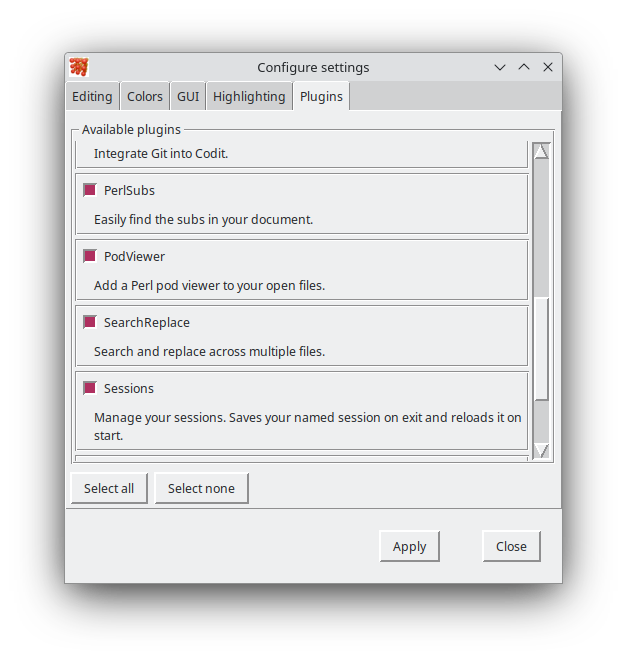 Configure settings
Editing
Colors
GUI
Highlighting
Plugins
Available plugins
Integrate Git into Codit.
PerlSubs
Easily find the subs in your document.
PodViewer
Add a Perl pod viewer to your open files.
SearchReplace
Search and replace across multiple files.
Sessions
Manage your sessions. Saves your named session on exit and reloads it on
start.
Select all
Select none
Apply
Close